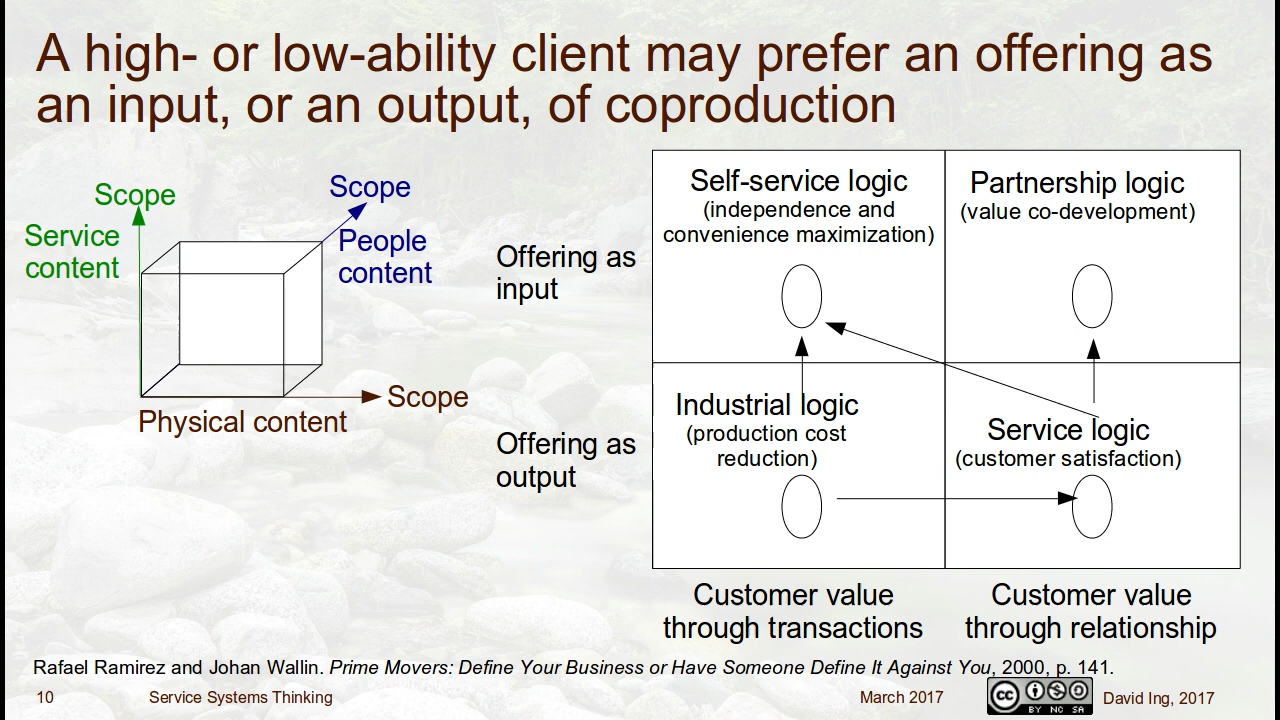 A high- or low-ability client may prefer an offering as
an input, or an output, of coproduction
Scope
Service
content
Scope
People
content
Scope
Physical content
Offering as
input
Offering as
output
Self-service logic
(independence and
convenience maximization)
Partnership logic
(value co-development)
Industrial logic
(production cost
reduction)
Service logic
(customer satisfaction)
Customer value
through transactions
Customer value
through relationship
Rafael Ramirez and Johan Wallin. Prime Movers: Define Your Business or Have Someone Define It Against You, 2000, p. 141.
10
Service Systems Thinking
March 2017
cc
BY NC SA
David Ing, 2017